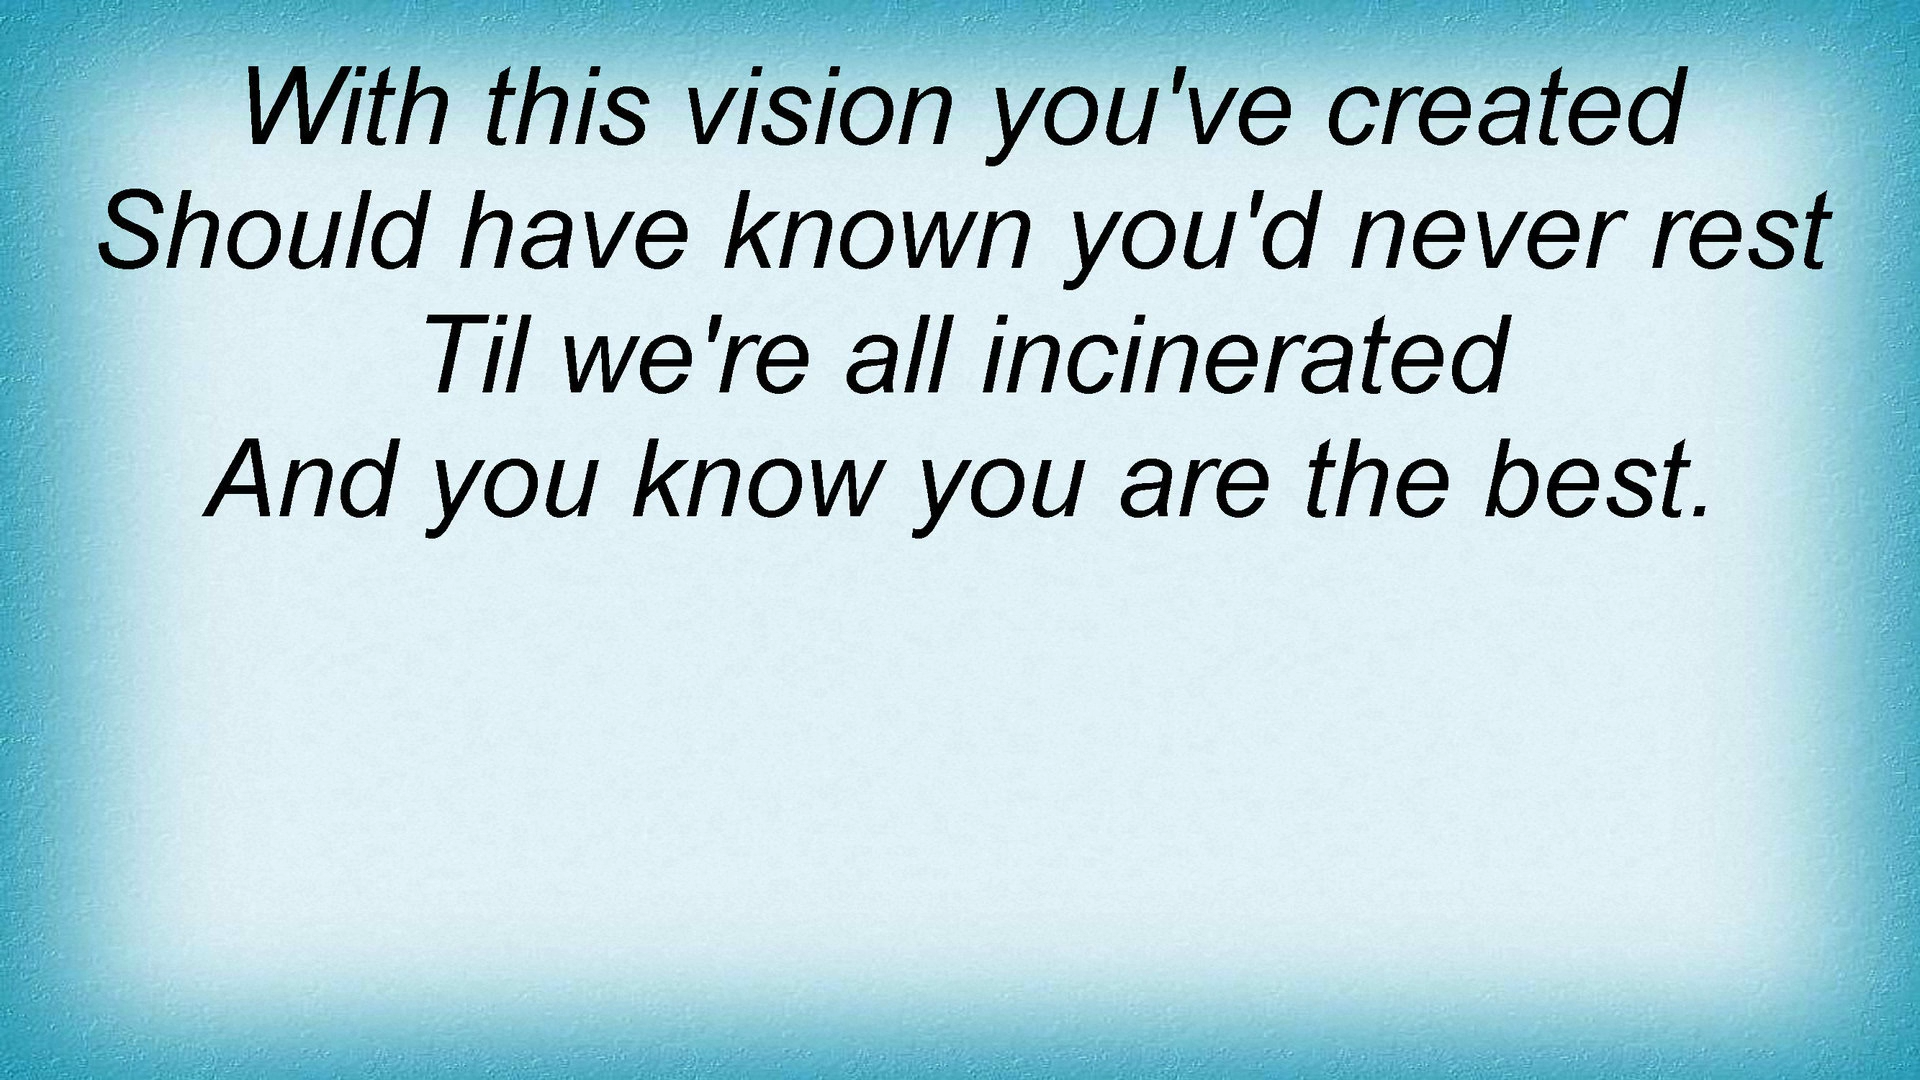 With this vision you've created
Should have known you'd never rest
Til we're all incinerated
And you know you are the best.